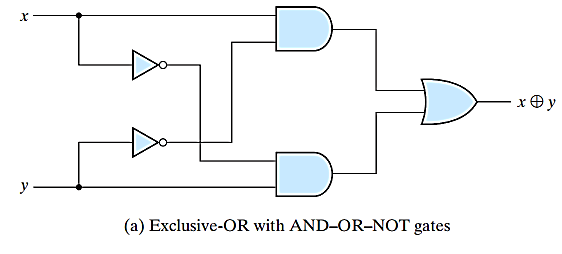 x
x ⊕ y
y
(a) Exclusive-OR with AND–OR–NOT gates